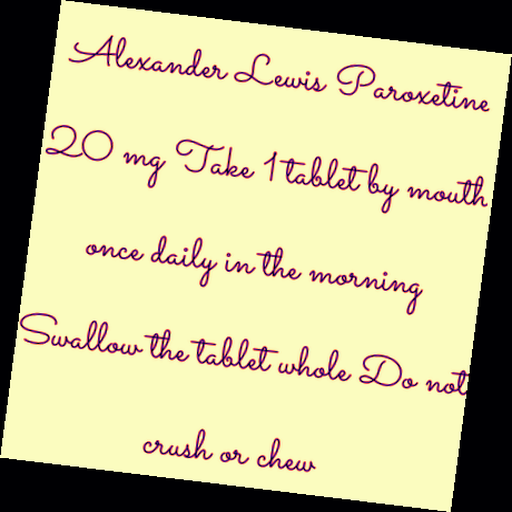 Alexander Lewis Paroxetine
20 mg Take 1 tablet by mouth
once daily in the morning
Swallow the tablet whole Do not
crush or chew